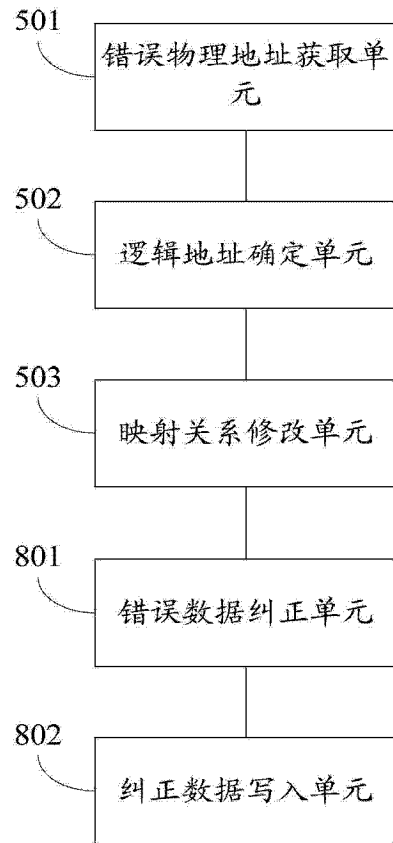 501
错误物理地址获取单
元
502
逻辑地址确定单元
503
映射关系修改单元
801
错误数据纠正单元
802
纠正数据写入单元